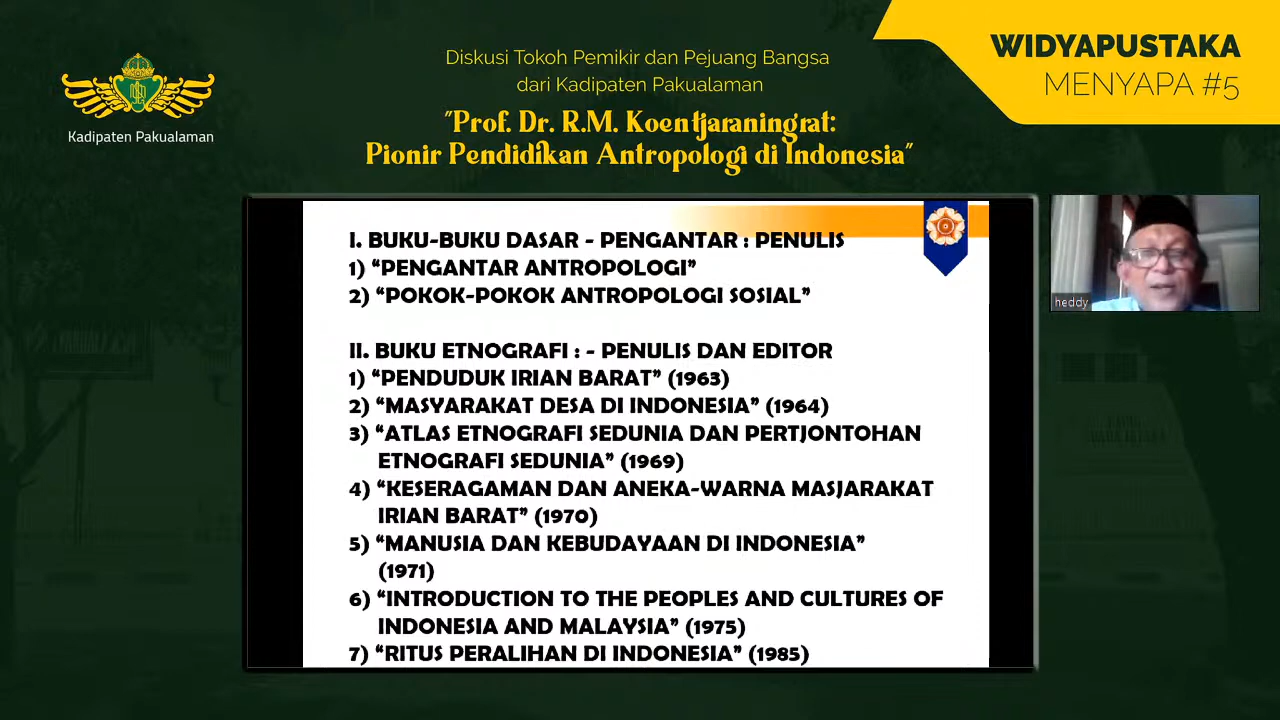 Diskusi Tokoh Pemikir dan Pejuang Bangsa
dari Kadipaten Pakualaman
"Prof. Dr. R.M. Koentjaraningrat:
Pionir Pendidikan Antropologi di Indonesia"
WIDYAPUSTAKA
MENYAPA #5
Kadipaten Pakualaman
I. BUKU-BUKU DASAR - PENGANTAR : PENULIS
1) “PENGANTAR ANTROPOLOGI”
2) “POKOK-POKOK ANTROPOLOGI SOSIAL”
II. BUKU ETNOGRAFI : - PENULIS DAN EDITOR
1) “PENDUDUK IRIAN BARAT” (1963)
2) “MASYARAKAT DESA DI INDONESIA” (1964)
3) “ATLAS ETNOGRAFI SEDUNIA DAN PERTJONTOHAN
ETNOGRAFI SEDUNIA” (1969)
4) “KESERAGAMAN DAN ANEKA-WARNA MASJARAKAT
IRIAN BARAT” (1970)
5) “MANUSIA DAN KEBUDAYAAN DI INDONESIA”
(1971)
6) “INTRODUCTION TO THE PEOPLES AND CULTURES OF
INDONESIA AND MALAYSIA” (1975)
7) “RITUS PERALIHAN DI INDONESIA” (1985)
heddy